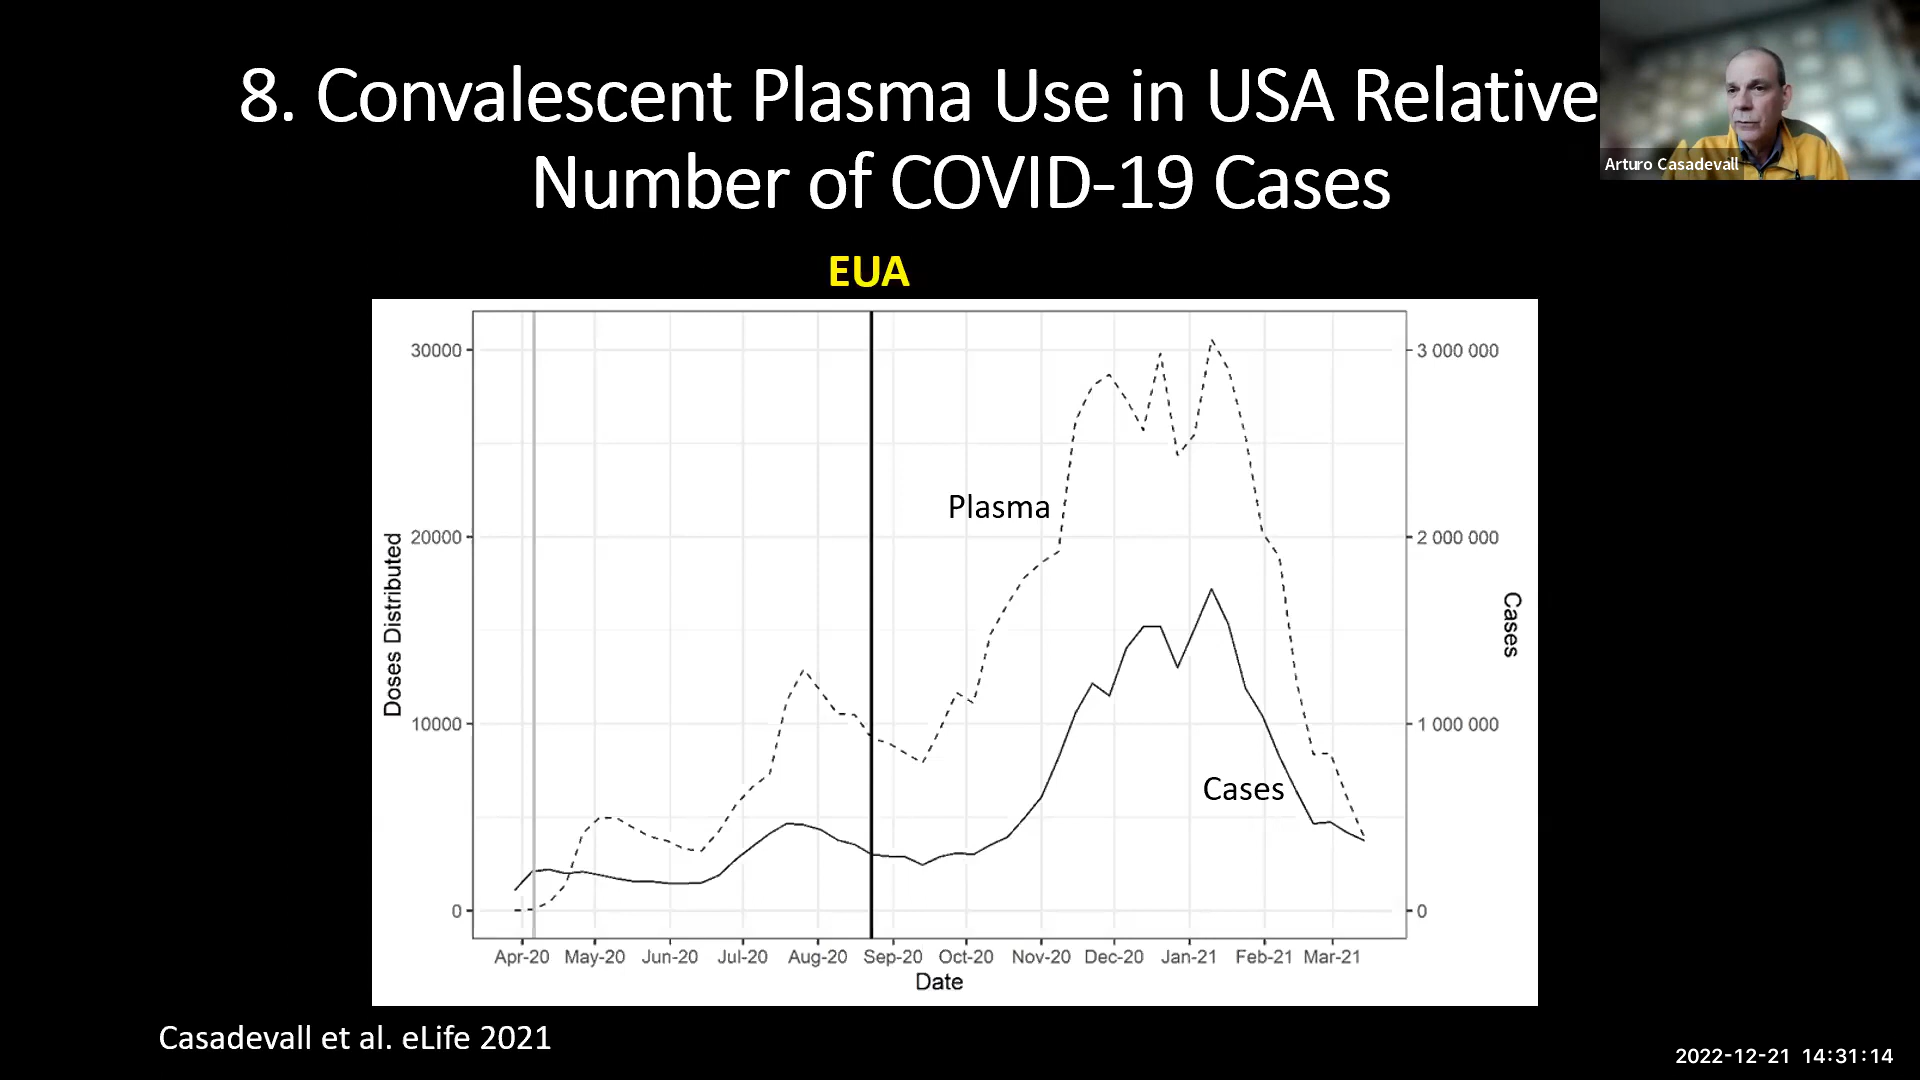 8. Convalescent Plasma Use in USA Relative
Number of COVID-19 Cases
Arturo Casadevall
EUA
30000
20000
10000
0
Doses Distributed
Plasma
Cases
3 000 000
2 000 000
1 000 000
0
Cases
Apr-20 May-20 Jun-20 Jul-20 Aug-20 Sep-20 Oct-20 Nov-20 Dec-20 Jan-21 Feb-21 Mar-21
Date
Casadevall et al. eLife 2021
2022-12-21 14:31:14